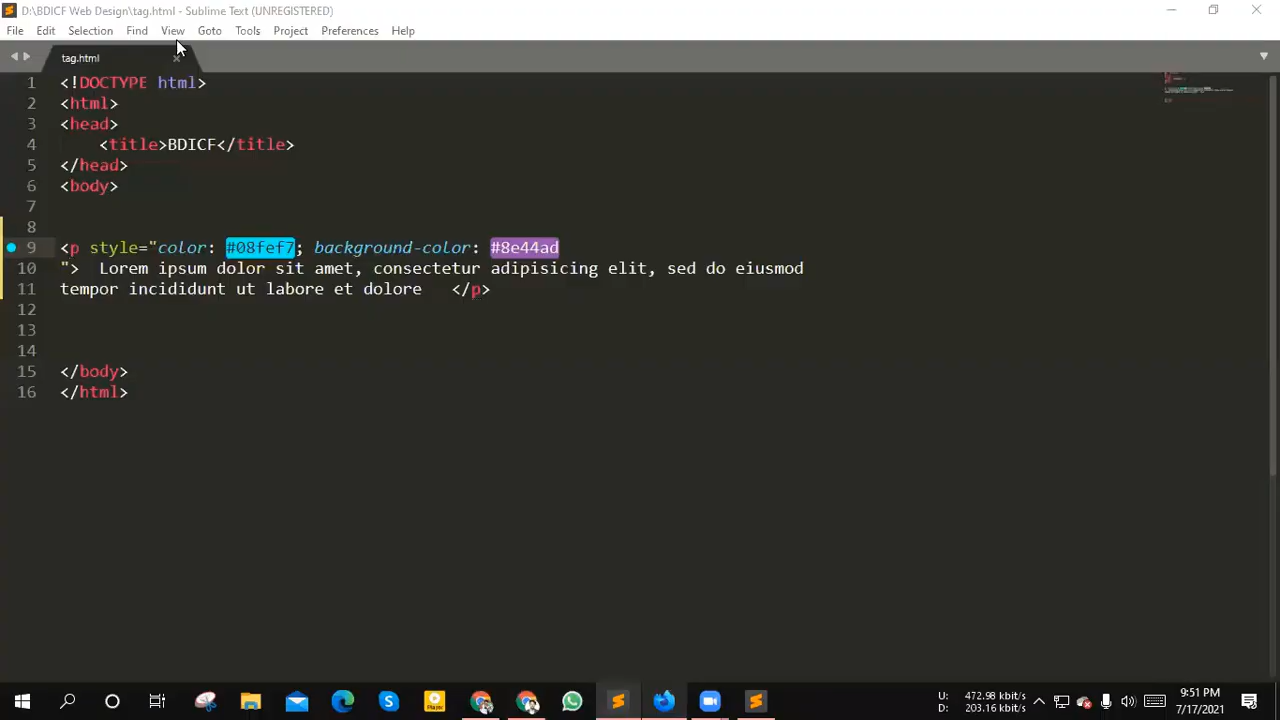 D:\BDICF Web Design\tag.html - Sublime Text (UNREGISTERED)
File Edit Selection Find View Goto Tools Project Preferences Help
tag.html
1 <!DOCTYPE html>
2 <html>
3 <head>
4 <title>BDICF</title>
5 </head>
6 <body>
7
8
9 <p style="color: #08fef7; background-color: #8e44ad
10 "> Lorem ipsum dolor sit amet, consectetur adipisicing elit, sed do eiusmod
11 tempor incididunt ut labore et dolore </p>
12
13
14
15 </body>
16 </html>
U: 472.98 kbit/s
D: 203.16 kbit/s
9:51 PM
7/17/2021